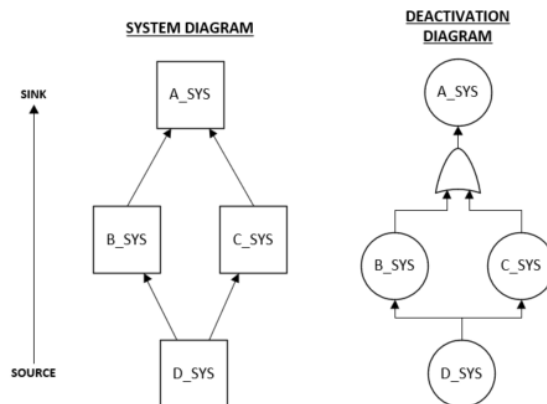 SYSTEM DIAGRAM
DEACTIVATION
DIAGRAM
SINK
A_SYS
A_SYS
B_SYS
C_SYS
B_SYS
C_SYS
SOURCE
D_SYS
D_SYS